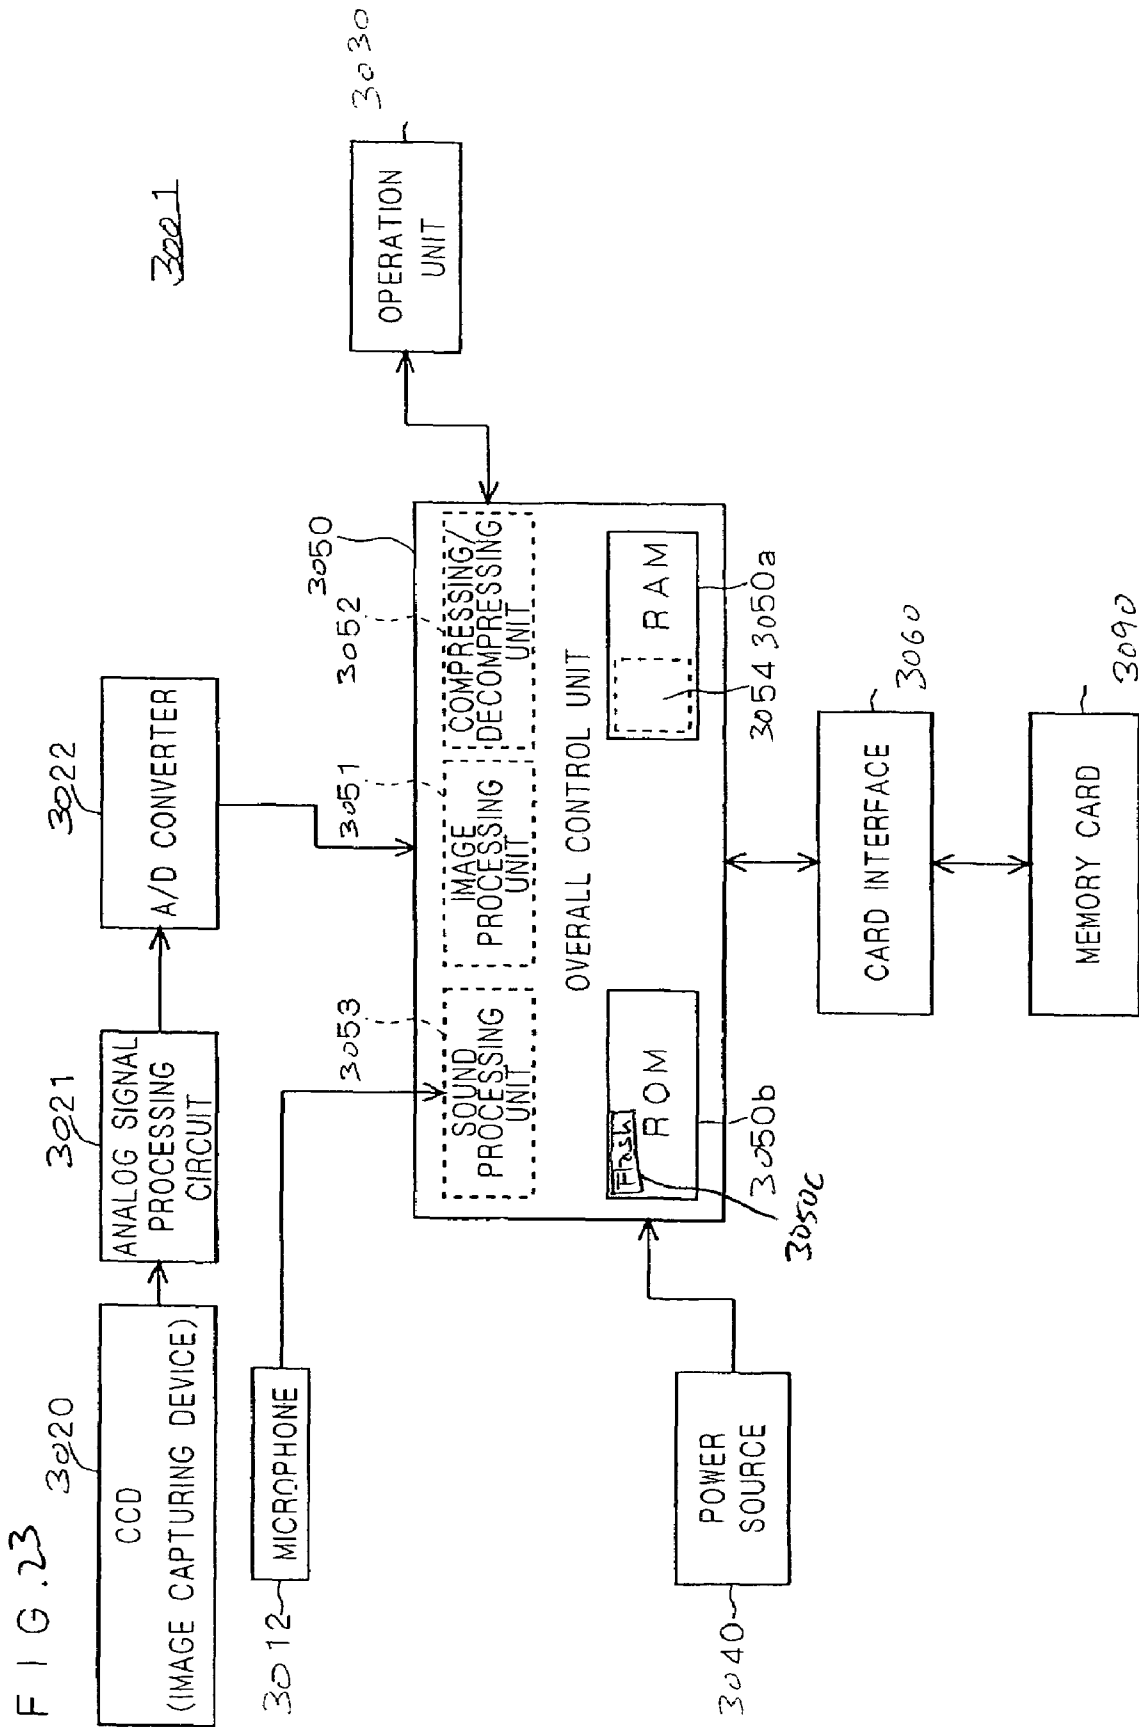 FIG.23
3001
3020
CCD
(IMAGE CAPTURING DEVICE)
3021
ANALOG SIGNAL
PROCESSING
CIRCUIT
3022
A/D CONVERTER
3012
MICROPHONE
3030
OPERATION
UNIT
3050
3053
SOUND
PROCESSING
UNIT
3051
IMAGE
PROCESSING
UNIT
3052
COMPRESSING/
DECOMPRESSING
UNIT
OVERALL CONTROL UNIT
Flash
ROM
3050b
3050c
RAM
3054
3050a
3040
POWER
SOURCE
3060
CARD INTERFACE
3090
MEMORY CARD